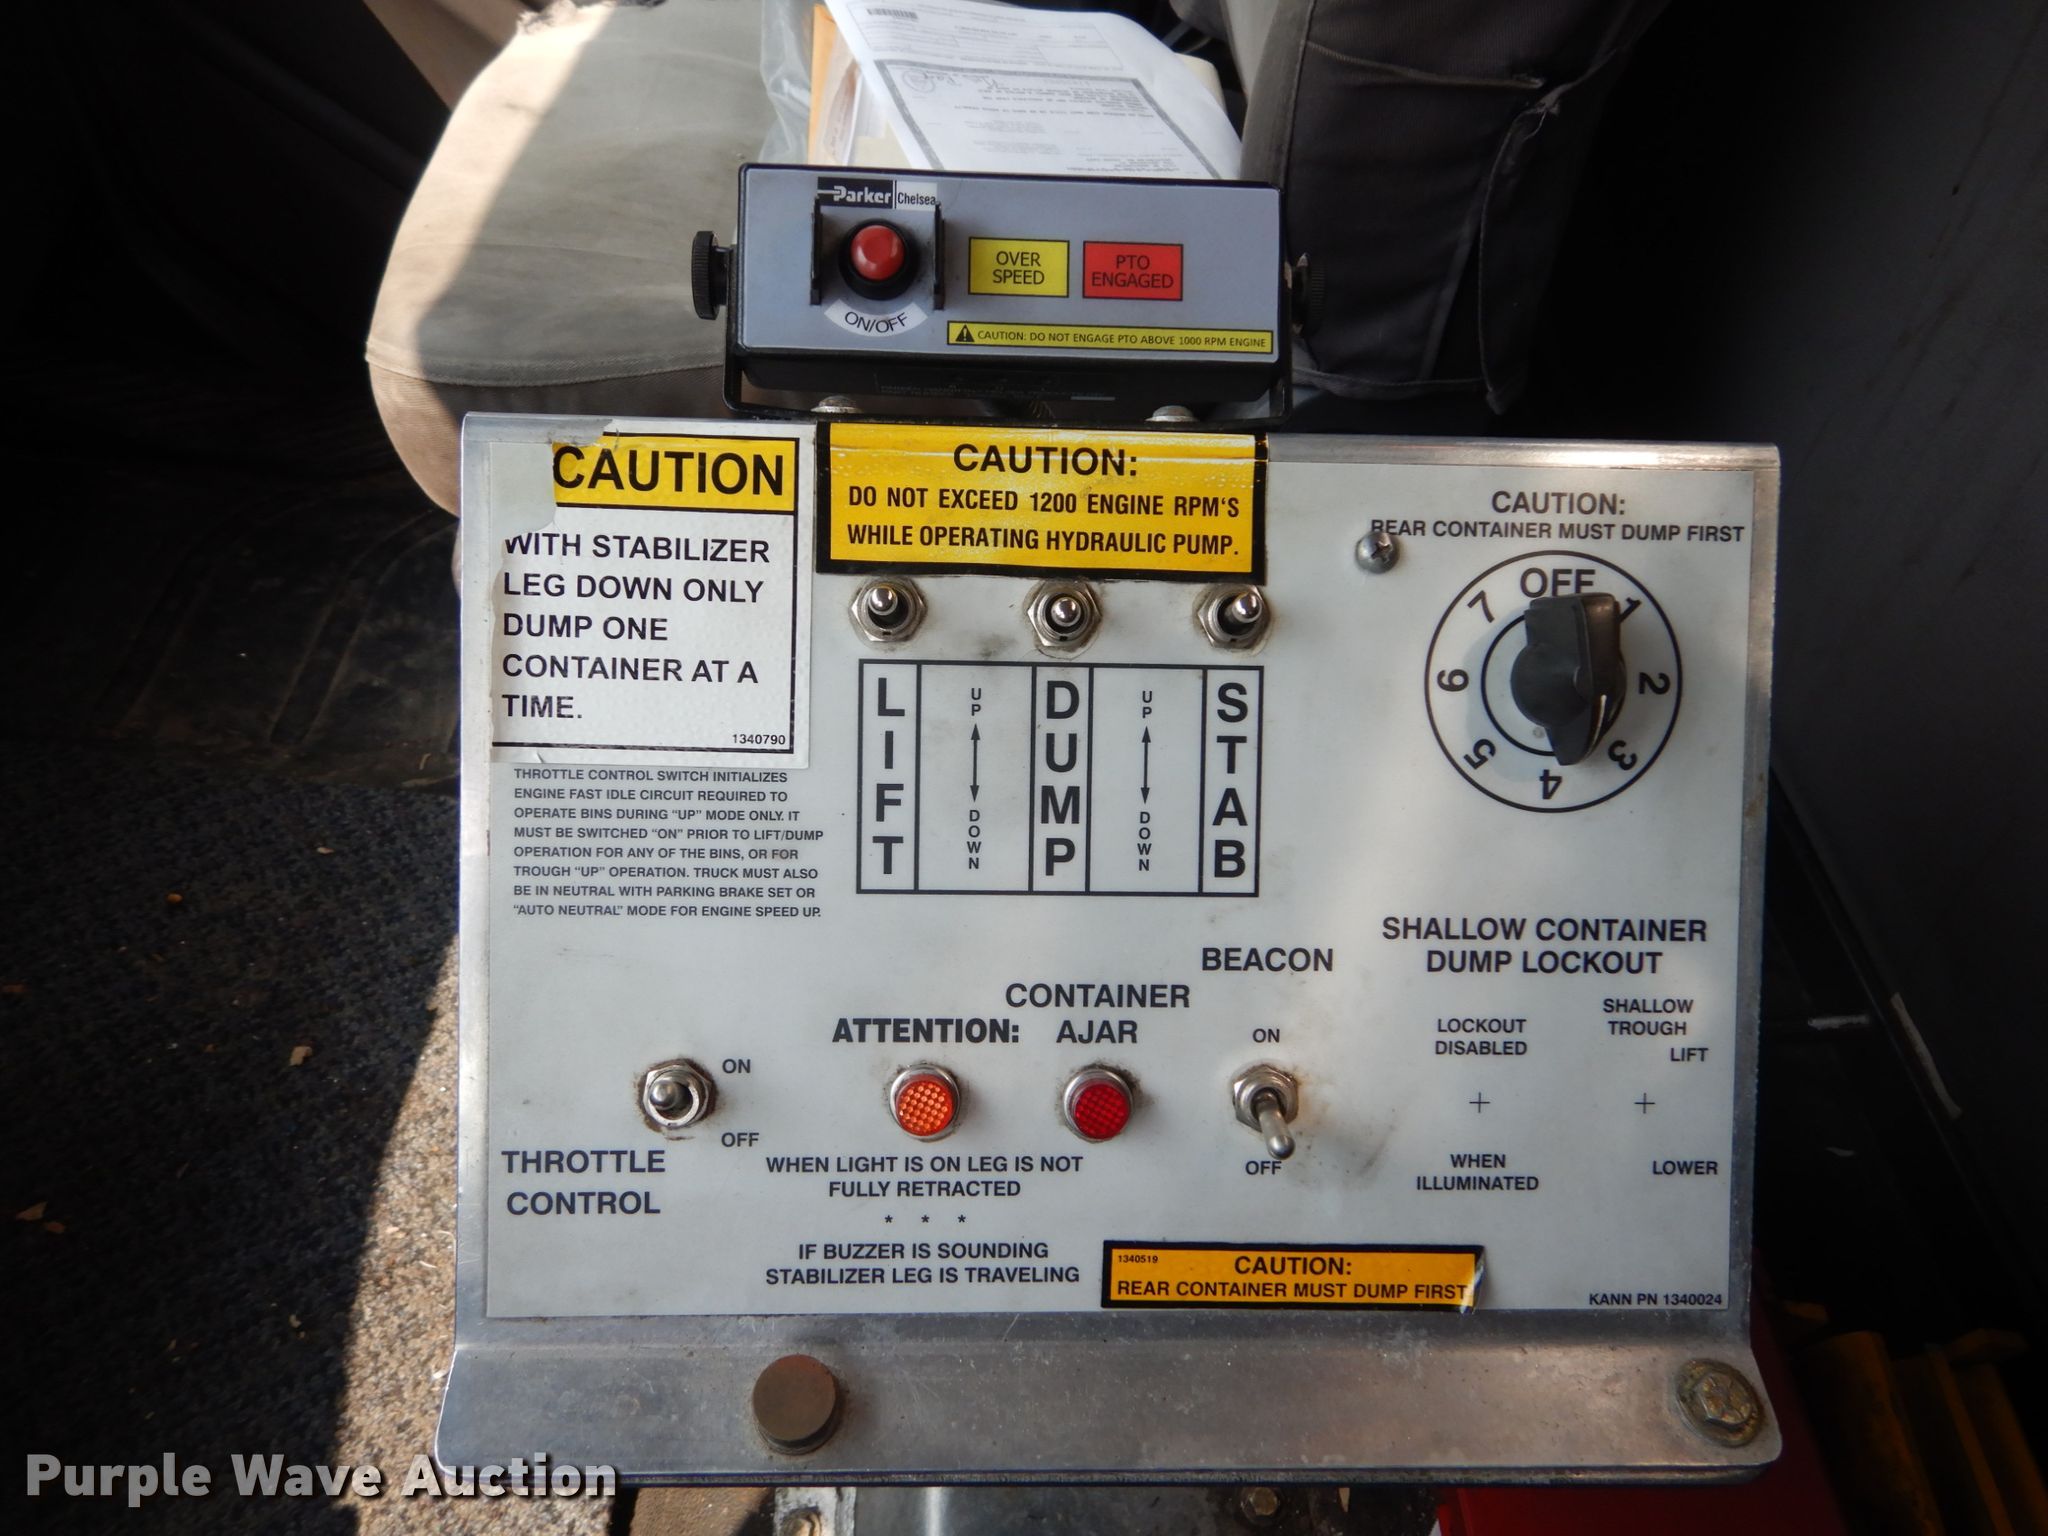 Parker Chelsea
ON/OFF
OVER
SPEED
PTO
ENGAGED
CAUTION: DO NOT ENGAGE PTO ABOVE 1000 RPM ENGINE
CAUTION
WITH STABILIZER
LEG DOWN ONLY
DUMP ONE
CONTAINER AT A
TIME.
1340790
CAUTION:
DO NOT EXCEED 1200 ENGINE RPM'S
WHILE OPERATING HYDRAULIC PUMP.
CAUTION:
REAR CONTAINER MUST DUMP FIRST
OFF
1
2
3
4
5
6
7
LIFT
UP
DOWN
DUMP
UP
DOWN
STAB
THROTTLE CONTROL SWITCH INITIALIZES
ENGINE FAST IDLE CIRCUIT REQUIRED TO
OPERATE BINS DURING "UP" MODE ONLY. IT
MUST BE SWITCHED "ON" PRIOR TO LIFT/DUMP
OPERATION FOR ANY OF THE BINS, OR FOR
TROUGH "UP" OPERATION. TRUCK MUST ALSO
BE IN NEUTRAL WITH PARKING BRAKE SET OR
"AUTO NEUTRAL" MODE FOR ENGINE SPEED UP.
ON
OFF
THROTTLE
CONTROL
ATTENTION:
CONTAINER
AJAR
WHEN LIGHT IS ON LEG IS NOT
FULLY RETRACTED
* * *
IF BUZZER IS SOUNDING
STABILIZER LEG IS TRAVELING
BEACON
ON
OFF
SHALLOW CONTAINER
DUMP LOCKOUT
LOCKOUT
DISABLED
+
WHEN
ILLUMINATED
SHALLOW
TROUGH
LIFT
+
LOWER
1340519
CAUTION:
REAR CONTAINER MUST DUMP FIRST
KANN PN 1340024
Purple Wave Auction